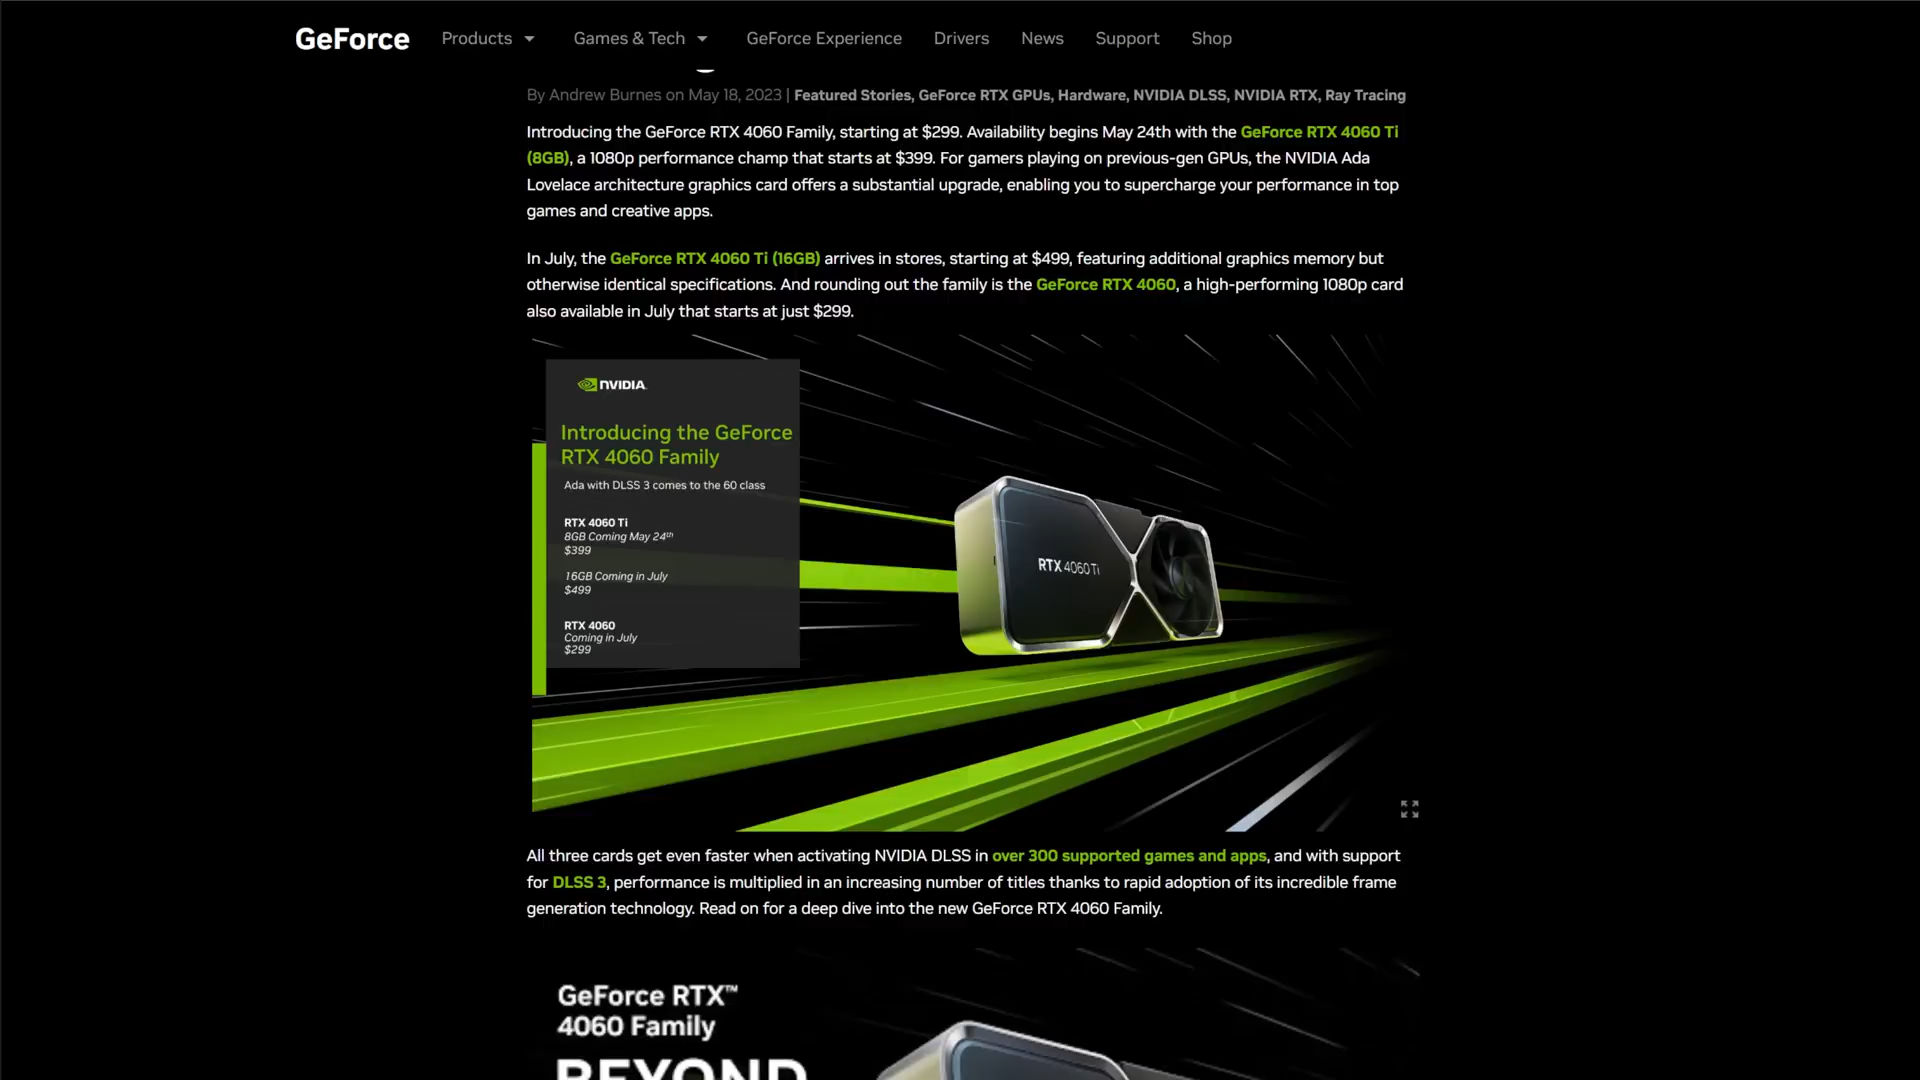 GeForce Products Games & Tech GeForce Experience Drivers News Support Shop
By Andrew Burnes on May 18, 2023 | Featured Stories, GeForce RTX GPUs, Hardware, NVIDIA DLSS, NVIDIA RTX, Ray Tracing
Introducing the GeForce RTX 4060 Family, starting at $299. Availability begins May 24th with the GeForce RTX 4060 Ti
(8GB), a 1080p performance champ that starts at $399. For gamers playing on previous-gen GPUs, the NVIDIA Ada
Lovelace architecture graphics card offers a substantial upgrade, enabling you to supercharge your performance in top
games and creative apps.
In July, the GeForce RTX 4060 Ti (16GB) arrives in stores, starting at $499, featuring additional graphics memory but
otherwise identical specifications. And rounding out the family is the GeForce RTX 4060, a high-performing 1080p card
also available in July that starts at just $299.
NVIDIA.
Introducing the GeForce
RTX 4060 Family
Ada with DLSS 3 comes to the 60 class
RTX 4060 Ti
8GB Coming May 24th
$399
16GB Coming in July
$499
RTX 4060
Coming in July
$299
RTX 4060 Ti
All three cards get even faster when activating NVIDIA DLSS in over 300 supported games and apps, and with support
for DLSS 3, performance is multiplied in an increasing number of titles thanks to rapid adoption of its incredible frame
generation technology. Read on for a deep dive into the new GeForce RTX 4060 Family.
GeForce RTX™
4060 Family
BEYOND